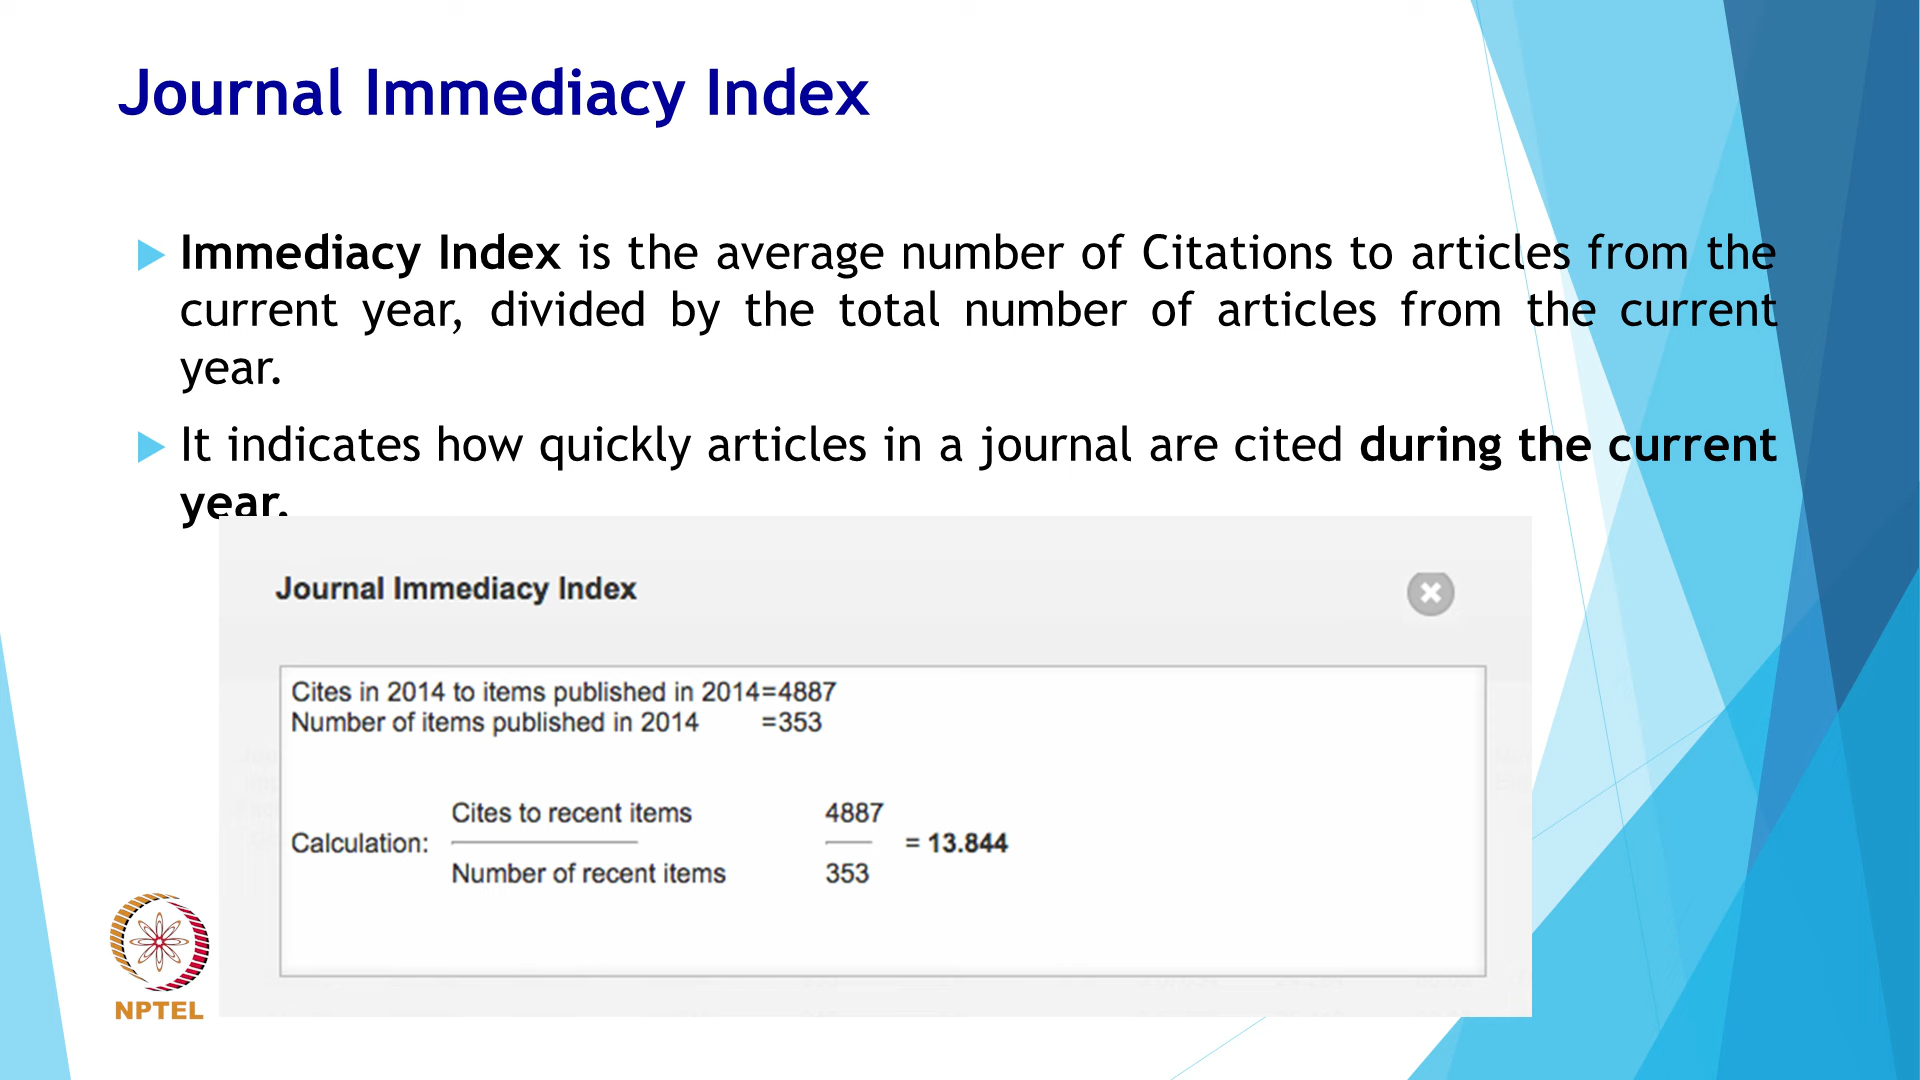 Journal Immediacy Index
Immediacy Index is the average number of Citations to articles from the
current year, divided by the total number of articles from the current
year.
It indicates how quickly articles in a journal are cited during the current
year.
Journal Immediacy Index
Cites in 2014 to items published in 2014=4887
Number of items published in 2014 =353
Cites to recent items 4887
Calculation: = 13.844
Number of recent items 353
NPTEL